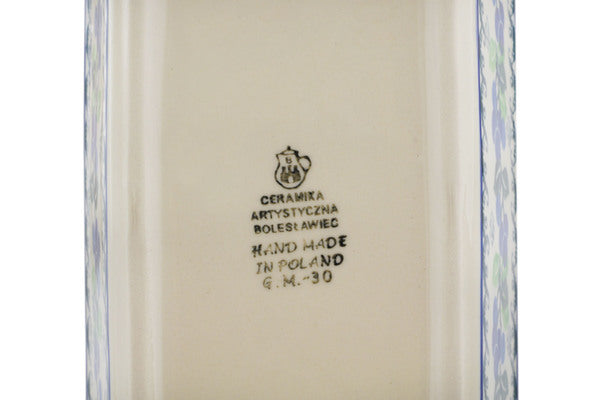 B
CERAMIKA
ARTYSTYCZNA
BOLESŁAWIEC
HAND MADE
IN POLAND
G.M.-30